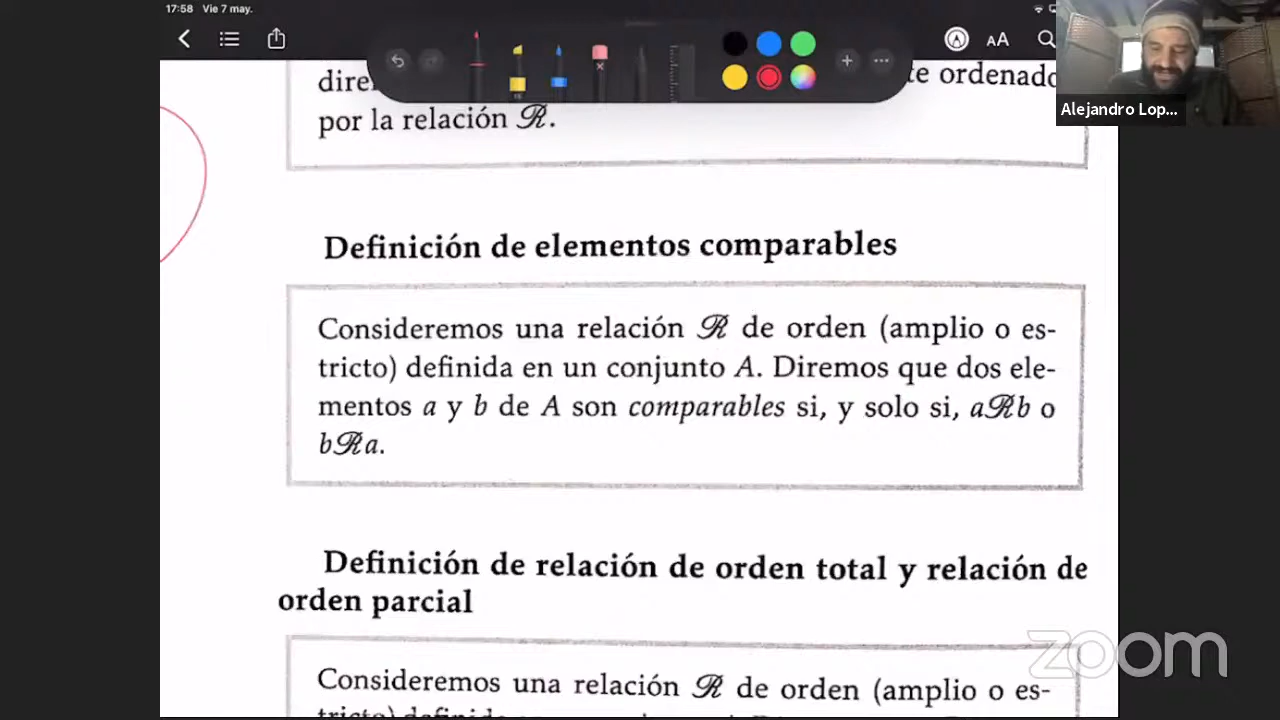 17:58 Vie 7 may.
AA
te ordenado
por la relación ℛ.
Alejandro Lop...
Definición de elementos comparables
Consideremos una relación ℛ de orden (amplio o es-
tricto) definida en un conjunto A. Diremos que dos ele-
mentos a y b de A son comparables si, y solo si, aℛb o
bℛa.
Definición de relación de orden total y relación de
orden parcial
zoom
Consideremos una relación ℛ de orden (amplio o es-